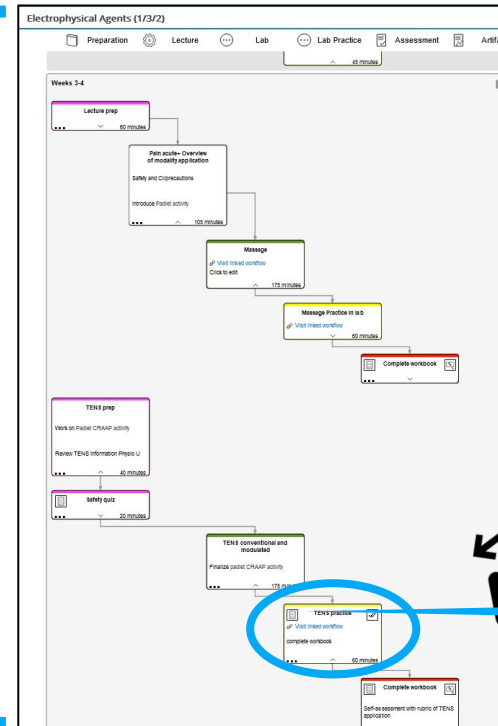 Electrophysical Agents (1/3/2)
Preparation Lecture Lab Lab Practice Assessment Artifa
45 minutes
Weeks 3-4
Lecture prep
60 minutes
Pain acute+ Overview
of modality application
Safety and CI/precautions
Introduce Padlet activity
105 minutes
Massage
Visit linked workflow
Click to edit
175 minutes
Massage Practice in lab
Visit linked workflow
60 minutes
Complete workbook
TENS prep
Work on Padlet CRAAP activity
Review TENS information Physio U
40 minutes
Safety quiz
20 minutes
TENS conventional and
modulated
Finalize padlet CRAAP activity
175 minutes
TENS practice
Visit linked workflow
complete workbook
60 minutes
Complete workbook
Self-assessment with rubric of TENS
application